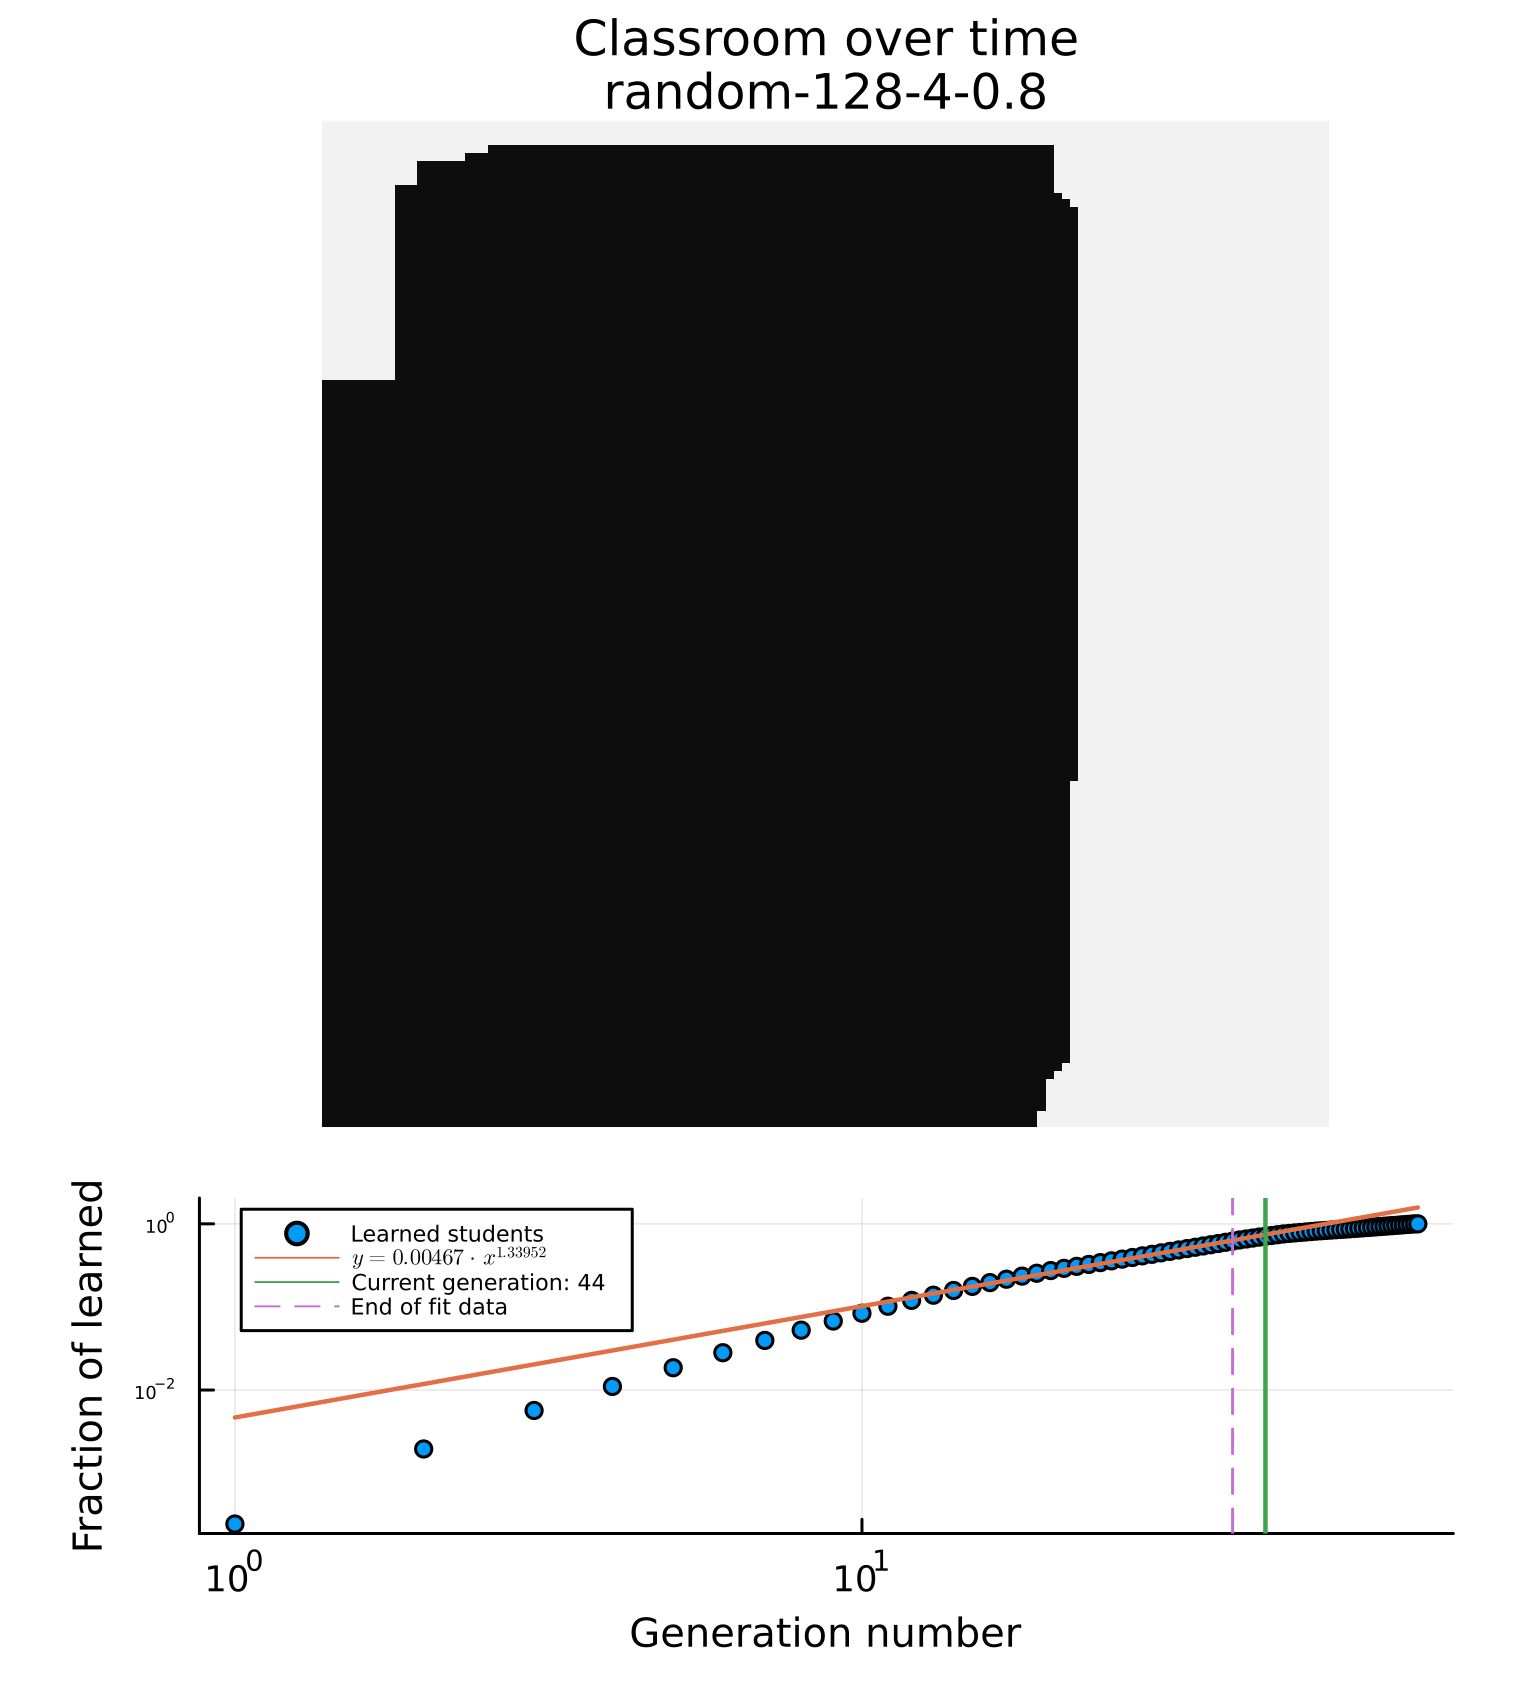 Classroom over time
random-128-4-0.8
Fraction of learned
10^0
10^-2
Learned students
y = 0.00467 · x^1.33952
Current generation: 44
End of fit data
10^0
10^1
Generation number